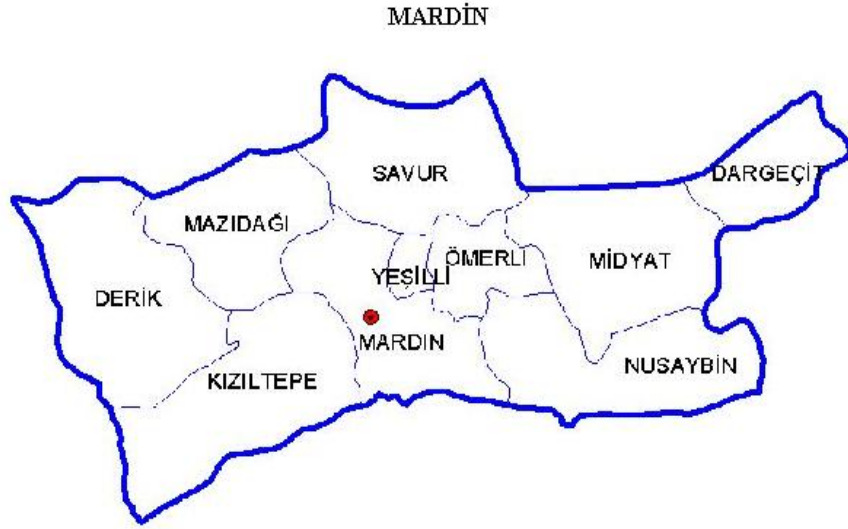 MARDİN
SAVUR
DARGEÇİT
MAZIDAĞI
ÖMERLI
MİDYAT
YEŞİLLİ
DERİK
MARDIN
NUSAYBİN
KIZILTEPE